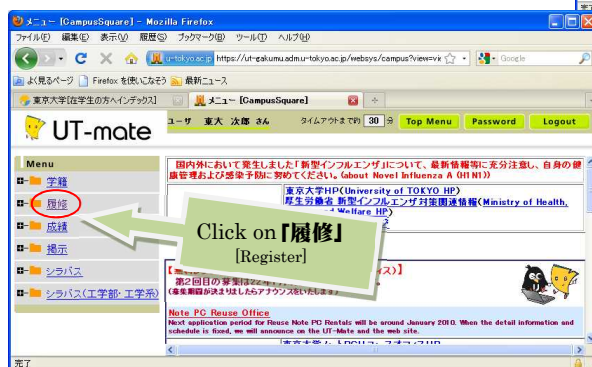 メニュー [CampusSquare] - Mozilla Firefox
ファイル(F) 編集(E) 表示(V) 履歴(S) ブックマーク(B) ツール(T) ヘルプ(H)
u-tokyo.ac.jp https://ut-gakumu.adm.u-tokyo.ac.jp/websys/campus?view=vie
Google
よく見るページ Firefox を使いこなそう 最新ニュース
東京大学[在学生の方へインデックス] メニュー [CampusSquare]
UT-mate
ユーザ 東大 次郎 さん タイムアウトまで約 30 分 Top Menu Password Logout
Menu
学籍
履修
成績
掲示
シラバス
シラバス(工学部・工学系)
国内外において発生しました「新型インフルエンザ」について、最新情報等に充分注意し、自身の健
康管理および感染予防に努めてください。(about Novel Influenza A (H1N1))
東京大学HP(University of TOKYO HP)
厚生労働省 新型インフルエンザ対策関連情報(Ministry of Health,
and Welfare HP)
Click on『履修』
[Register]
第2回目の募集は22年1月
(募集期間が決まりましたらアナウンスをいたします)
Note PC Reuse Office
Next application period for Reuse Note PC Rentals will be around January 2010. When the detail information and
schedule is fixed, we will announce on the UT-Mate and the web site.
完了